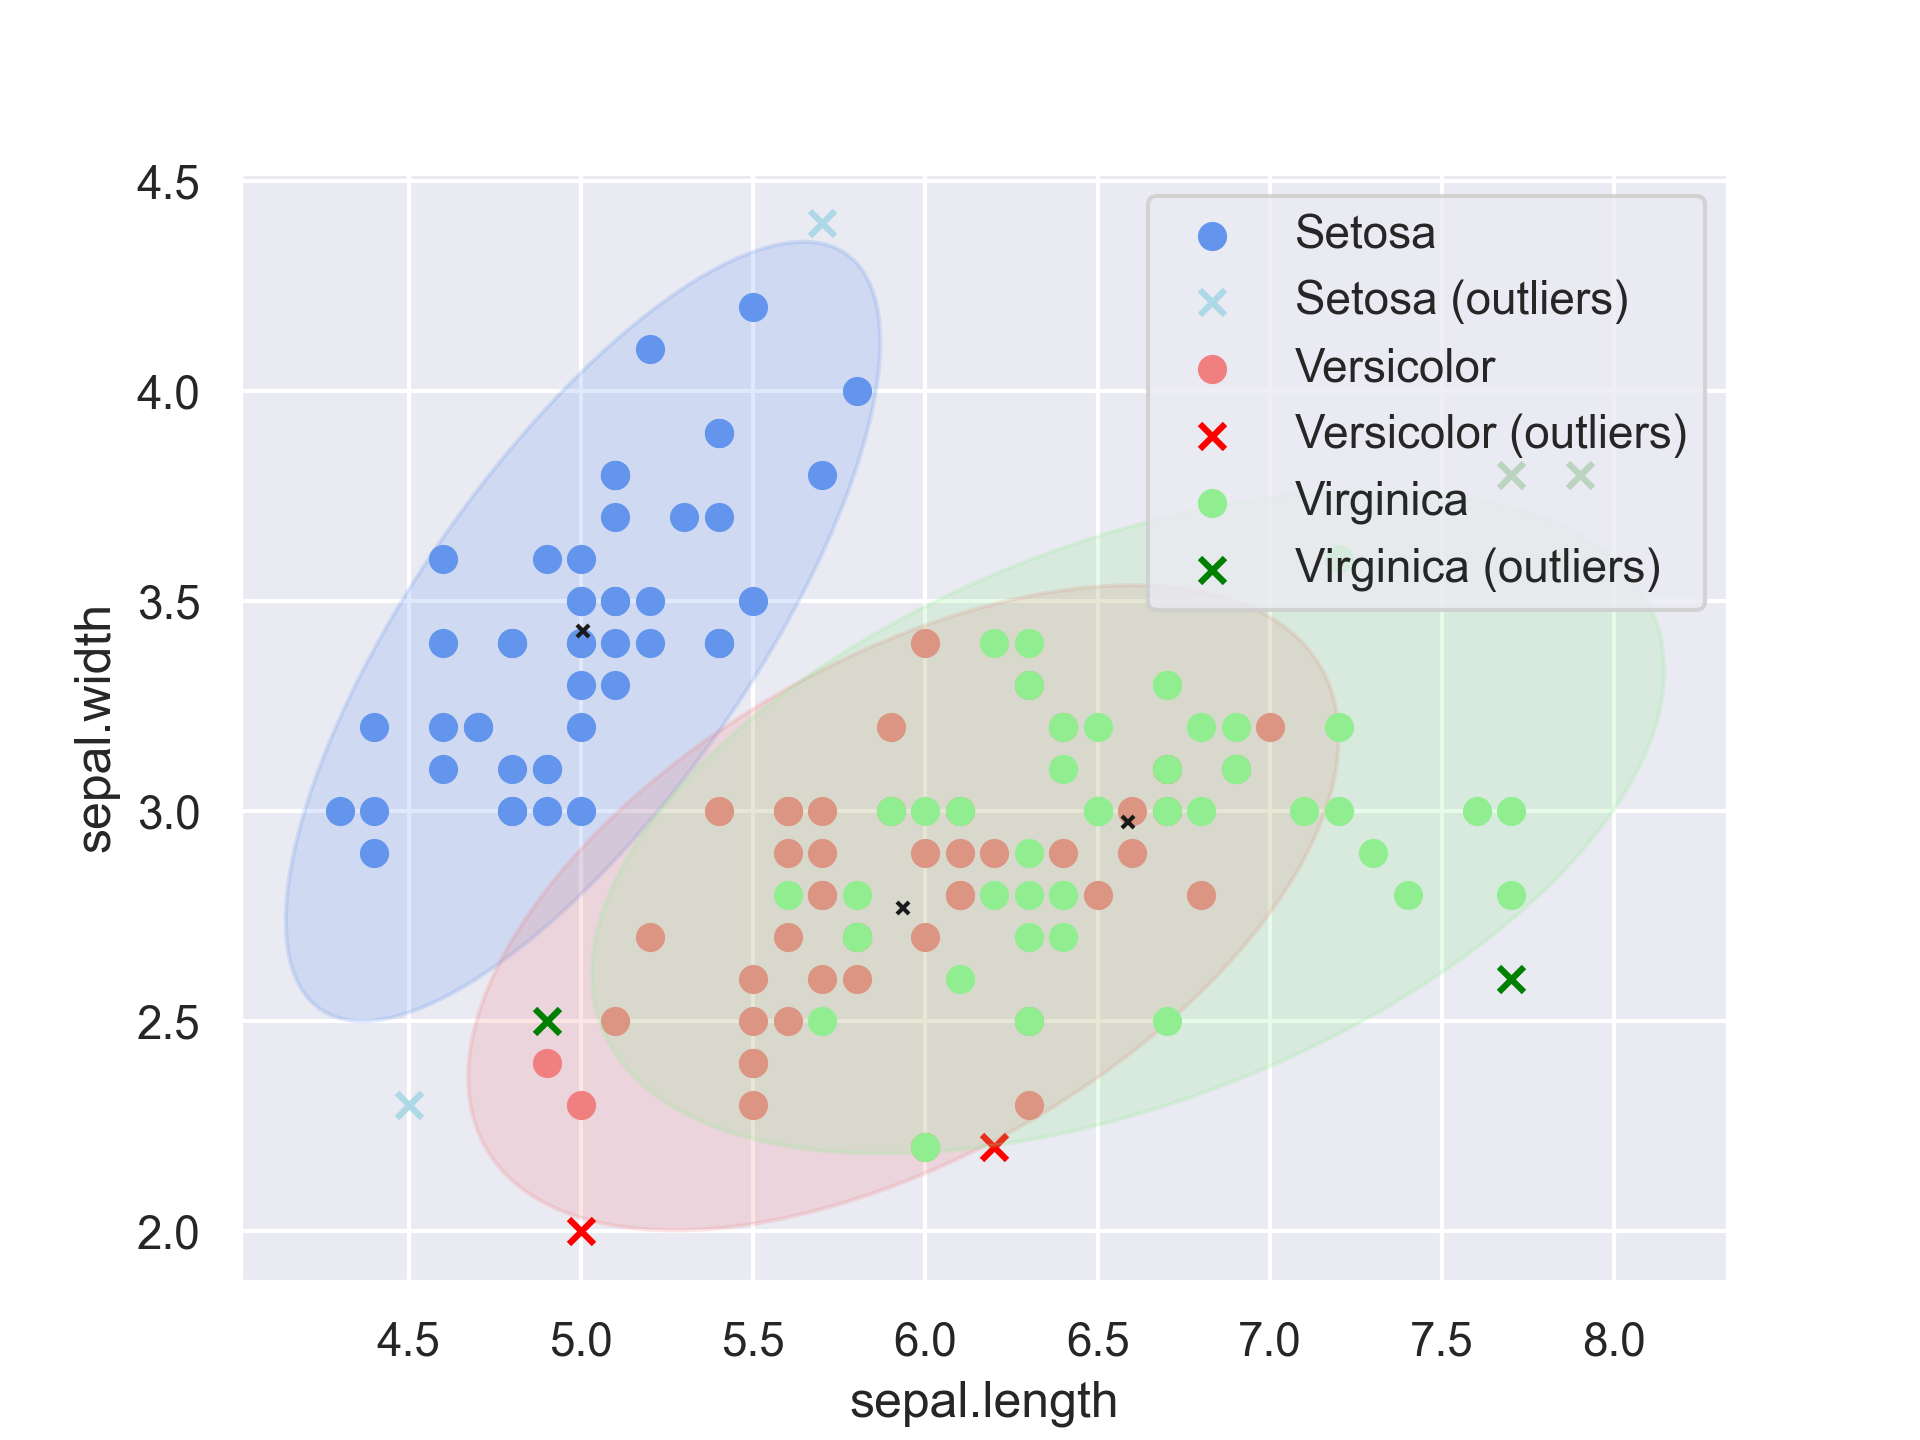 4.5
4.0
3.5
3.0
2.5
2.0
sepal.width
Setosa
Setosa (outliers)
Versicolor
Versicolor (outliers)
Virginica
Virginica (outliers)
4.5 5.0 5.5 6.0 6.5 7.0 7.5 8.0
sepal.length